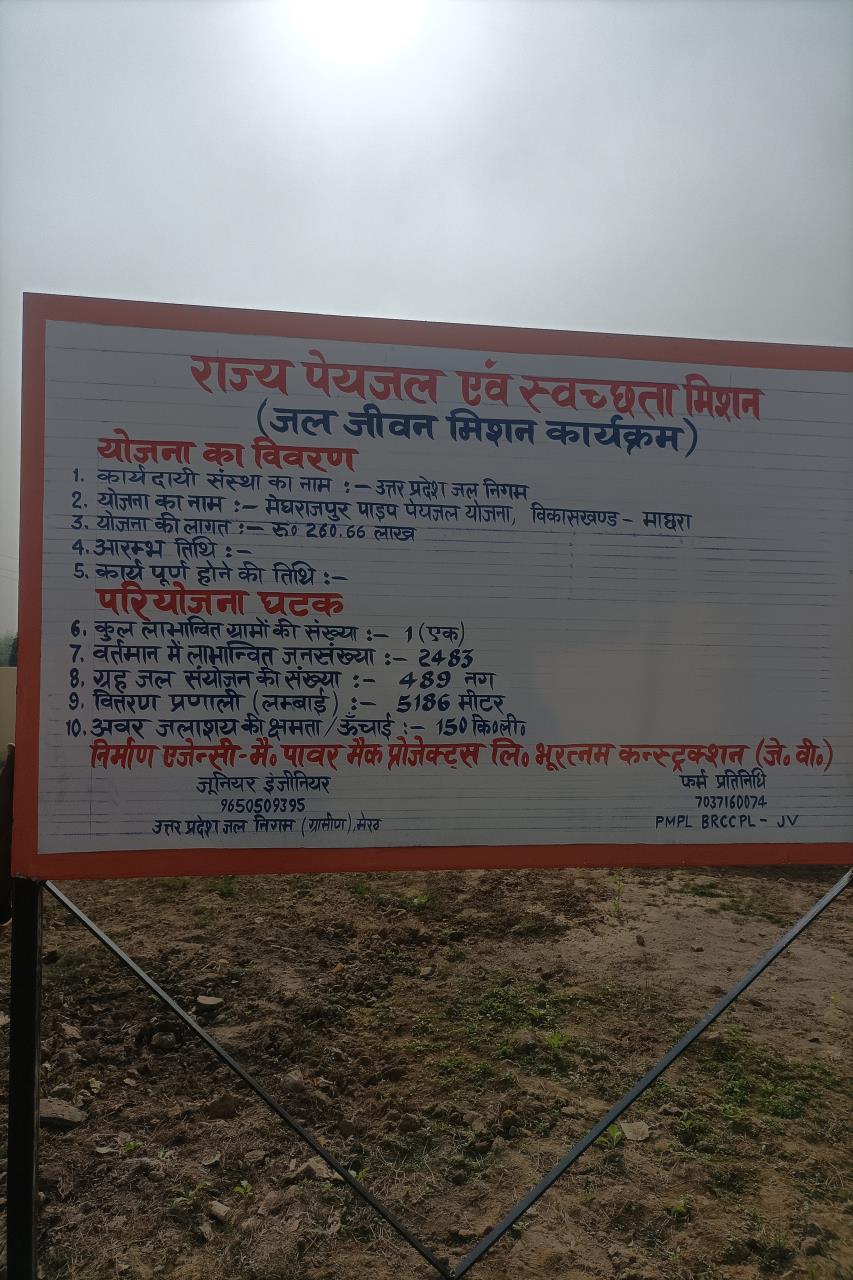 राज्य पेयजल एवं स्वच्छता मिशन
(जल जीवन मिशन कार्यक्रम)
योजना का विवरण
1. कार्यदायी संस्था का नाम :- उत्तर प्रदेश जल निगम
2. योजना का नाम :- मेघराजपुर पाइप पेयजल योजना, विकासखण्ड - माछरा
3. योजना की लागत :- रु० 260.66 लाख
4. आरम्भ तिथि :-
5. कार्य पूर्ण होने की तिथि :-
परियोजना घटक
6. कुल लाभान्वित ग्रामों की संख्या :- 1 (एक)
7. वर्तमान में लाभान्वित जनसंख्या :- 2483
8. ग्रह जल संयोजन की संख्या :- 489 नग
9. वितरण प्रणाली (लम्बाई) :- 5186 मीटर
10. अवर जलाशय की क्षमता / ऊँचाई :- 150 कि०ली०
निर्माण एजेन्सी-मै० पावर मैक प्रोजेक्ट्स लि० भूरत्नम कन्स्ट्रक्शन (जे० वी०)
जूनियर इंजीनियर फर्म प्रतिनिधि
9650509395 7037160074
उत्तर प्रदेश जल निगम (ग्रामीण), मेरठ PMPL BRCCPL - JV